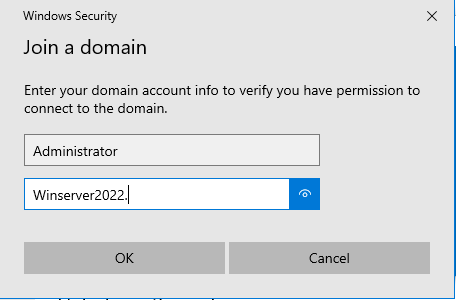 Windows Security
Join a domain
Enter your domain account info to verify you have permission to
connect to the domain.
Administrator
Winserver2022.
OK
Cancel